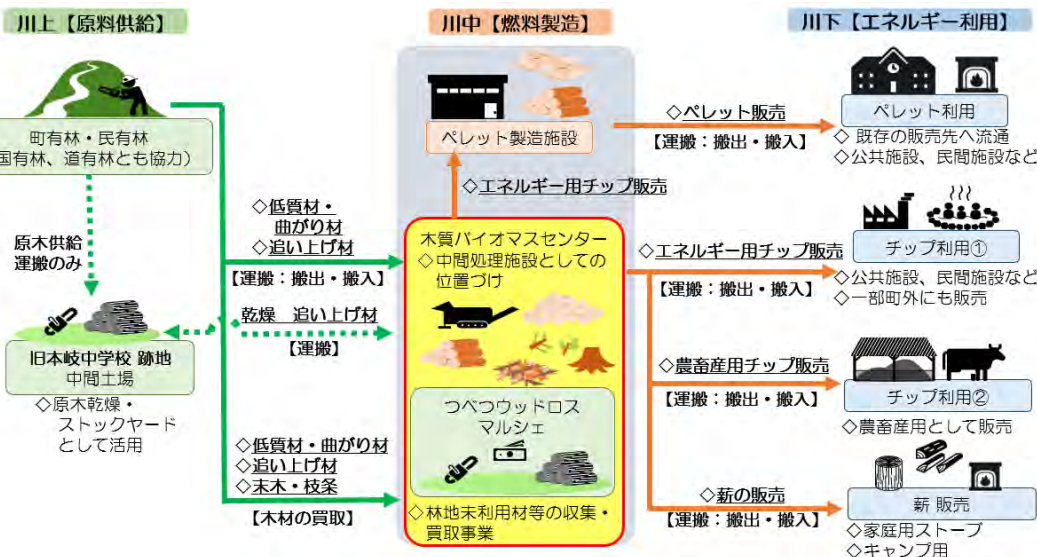 川上【原料供給】
町有林・民有林
国有林、道有林とも協力）
原木供給
運搬のみ
旧本岐中学校 跡地
中間土場
◇原木乾燥・
ストックヤード
として活用
◇低質材・
曲がり材
◇追い上げ材
【運搬：搬出・搬入】
乾燥 追い上げ材
【運搬】
◇低質材・曲がり材
◇追い上げ材
◇末木・枝条
【木材の買取】
川中【燃料製造】
ペレット製造施設
◇エネルギー用チップ販売
木質バイオマスセンター
◇中間処理施設としての
位置づけ
つべつウッドロス
マルシェ
◇林地未利用材等の収集・
買取事業
◇ペレット販売
【運搬：搬出・搬入】
◇エネルギー用チップ販売
【運搬：搬出・搬入】
◇農畜産用チップ販売
【運搬：搬出・搬入】
◇薪の販売
【運搬：搬出・搬入】
川下【エネルギー利用】
ペレット利用
◇ 既存の販売先へ流通
◇公共施設、民間施設など
チップ利用①
◇公共施設、民間施設など
◇一部町外にも販売
チップ利用②
◇農畜産用として販売
薪 販売
◇家庭用ストーブ
◇キャンプ用